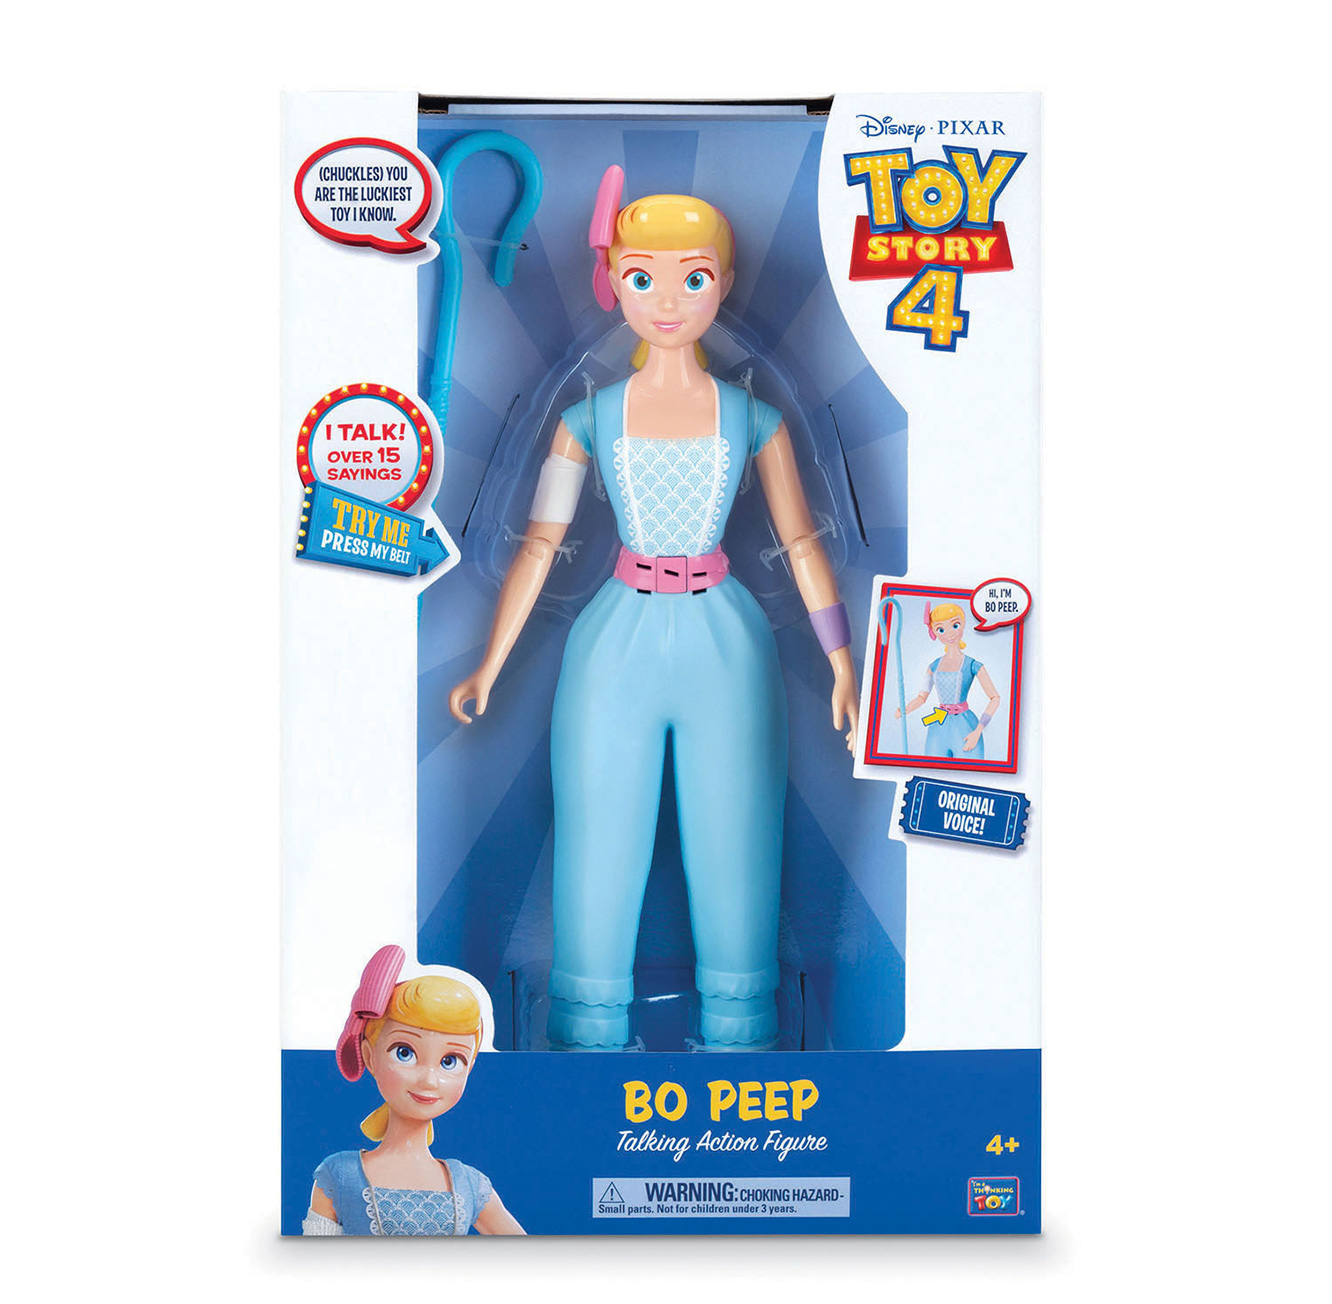 (CHUCKLES) YOU
ARE THE LUCKIEST
TOY I KNOW.
Disney · PIXAR
TOY
STORY
4
I TALK!
OVER 15
SAYINGS
TRY ME
PRESS MY BELT
HI, I'M
BO PEEP.
ORIGINAL
VOICE!
BO PEEP
Talking Action Figure
4+
WARNING: CHOKING HAZARD-
Small parts. Not for children under 3 years.
I'm a
THINKING
TOY
®